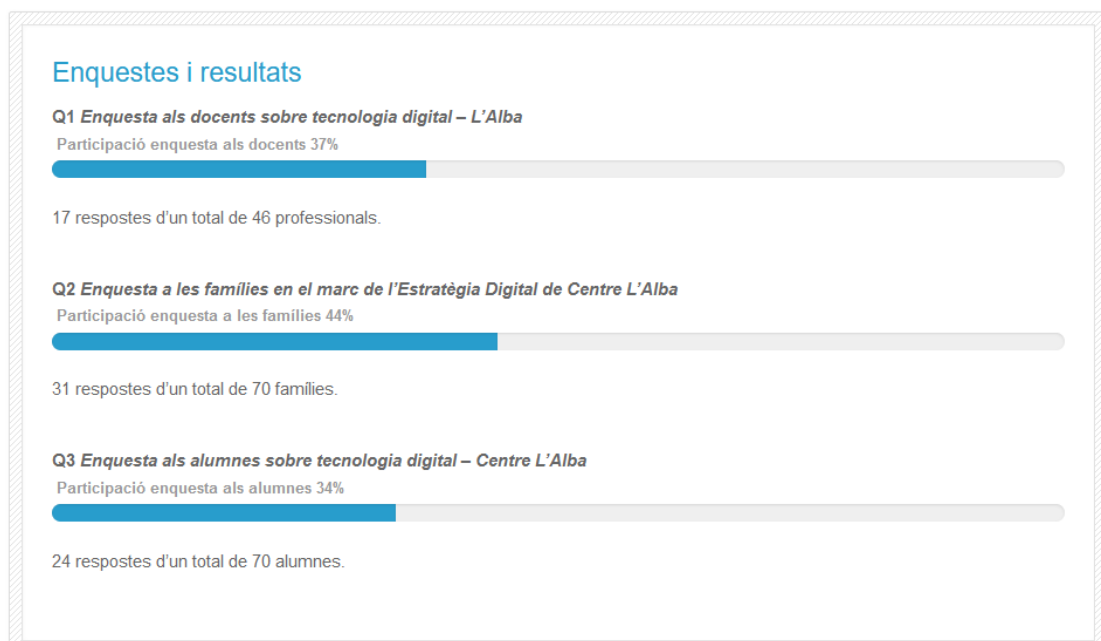 Enquestes i resultats
Q1 Enquesta als docents sobre tecnologia digital – L’Alba
Participació enquesta als docents 37%
17 respostes d’un total de 46 professionals.
Q2 Enquesta a les famílies en el marc de l’Estratègia Digital de Centre L’Alba
Participació enquesta a les famílies 44%
31 respostes d’un total de 70 famílies.
Q3 Enquesta als alumnes sobre tecnologia digital – Centre L’Alba
Participació enquesta als alumnes 34%
24 respostes d’un total de 70 alumnes.